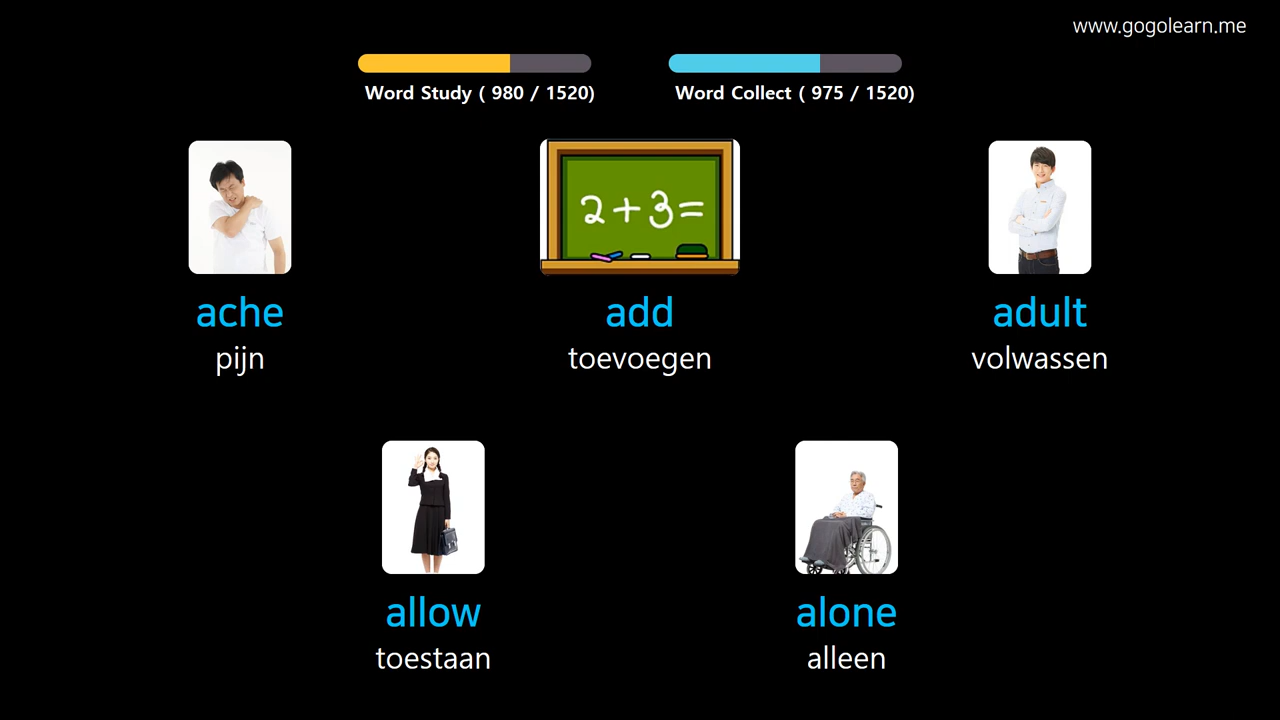 www.gogolearn.me
Word Study ( 980 / 1520)
Word Collect ( 975 / 1520)
2+3=
ache
pijn
add
toevoegen
adult
volwassen
allow
toestaan
alone
alleen